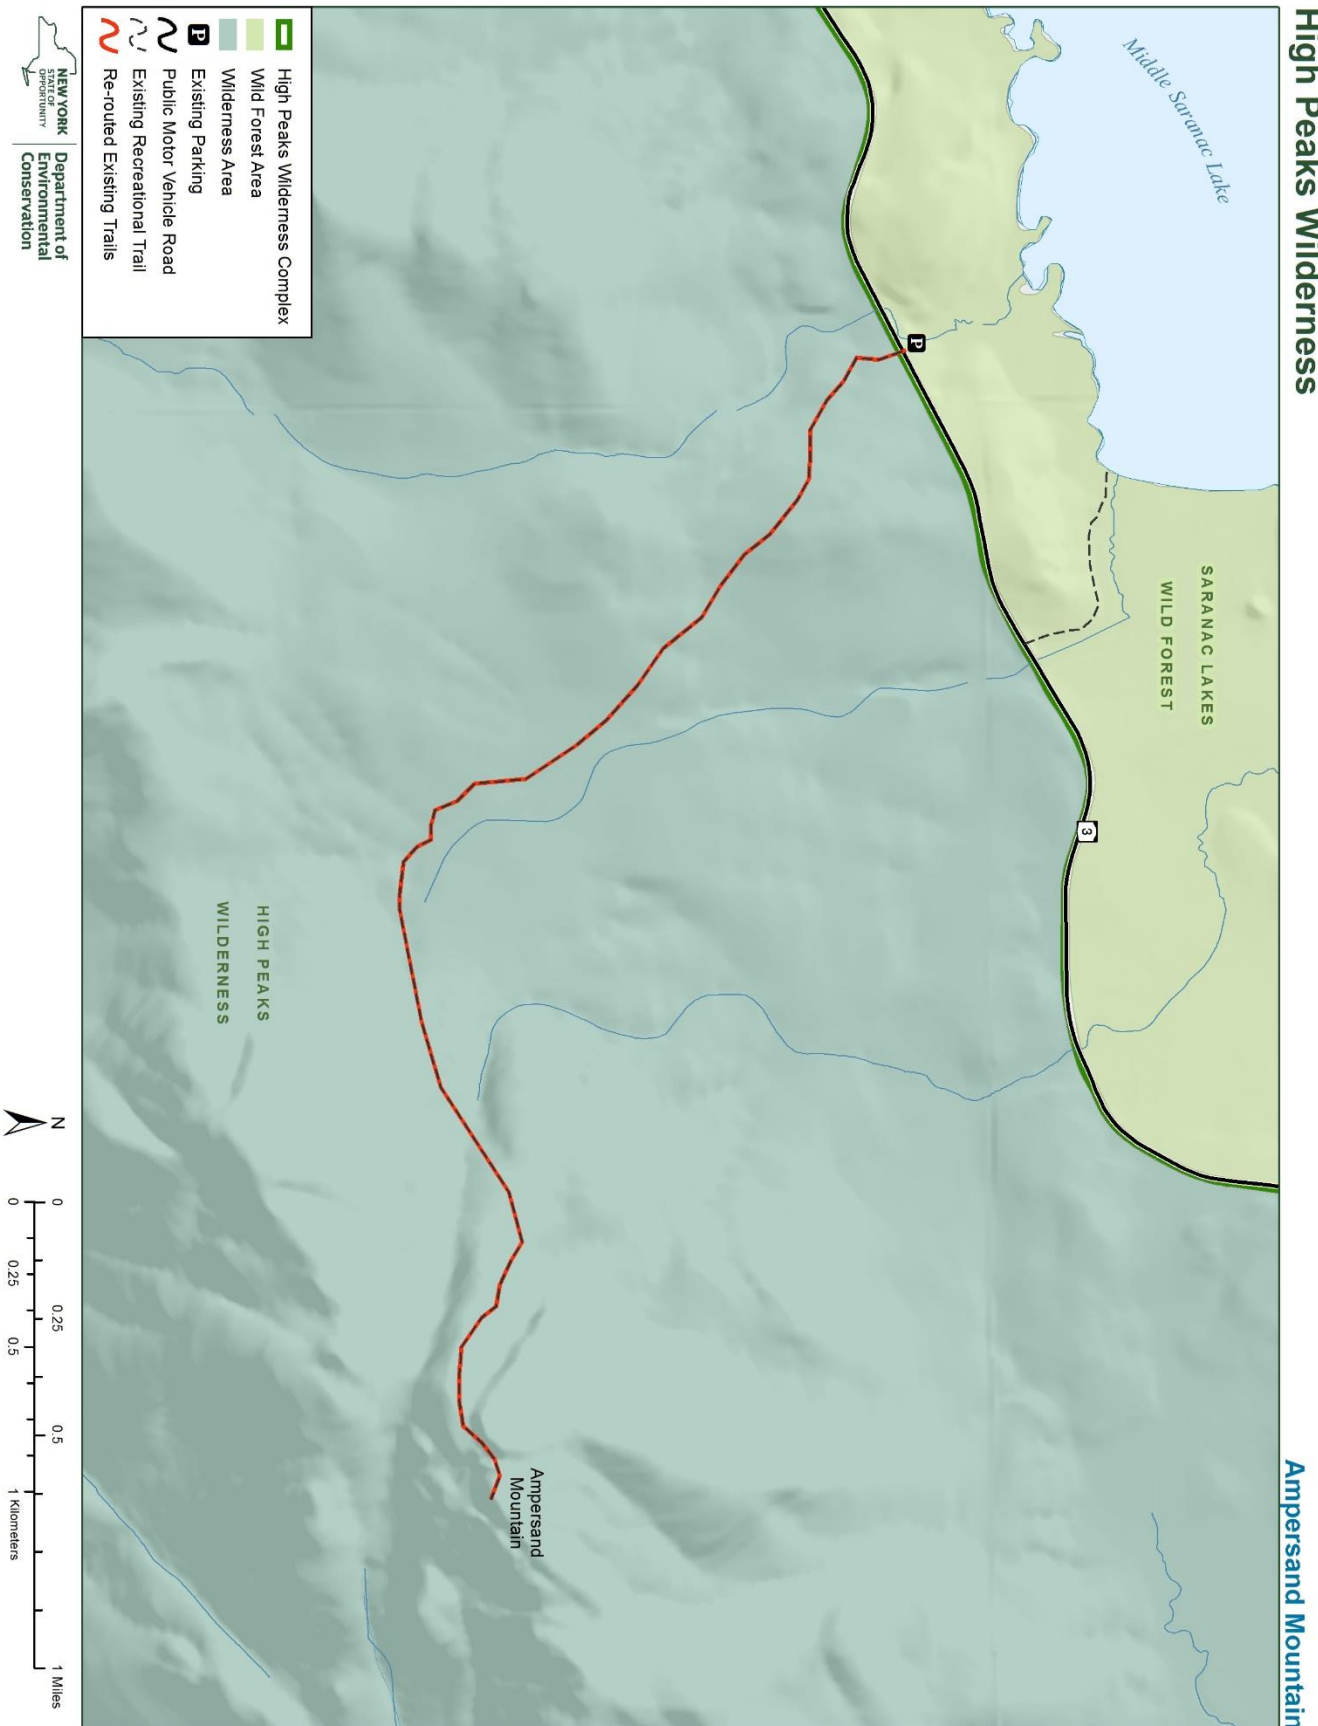 High Peaks Wilderness
Ampersand Mountain
Middle Saranac Lake
SARANAC LAKES
WILD FOREST
3
P
Ampersand
Mountain
HIGH PEAKS
WILDERNESS
High Peaks Wilderness Complex
Wild Forest Area
Wilderness Area
P Existing Parking
Public Motor Vehicle Road
Existing Recreational Trail
Re-routed Existing Trails
NEW YORK
STATE OF
OPPORTUNITY
Department of
Environmental
Conservation
N
0 0.25 0.5 1 Miles
0 0.25 0.5 1 Kilometers